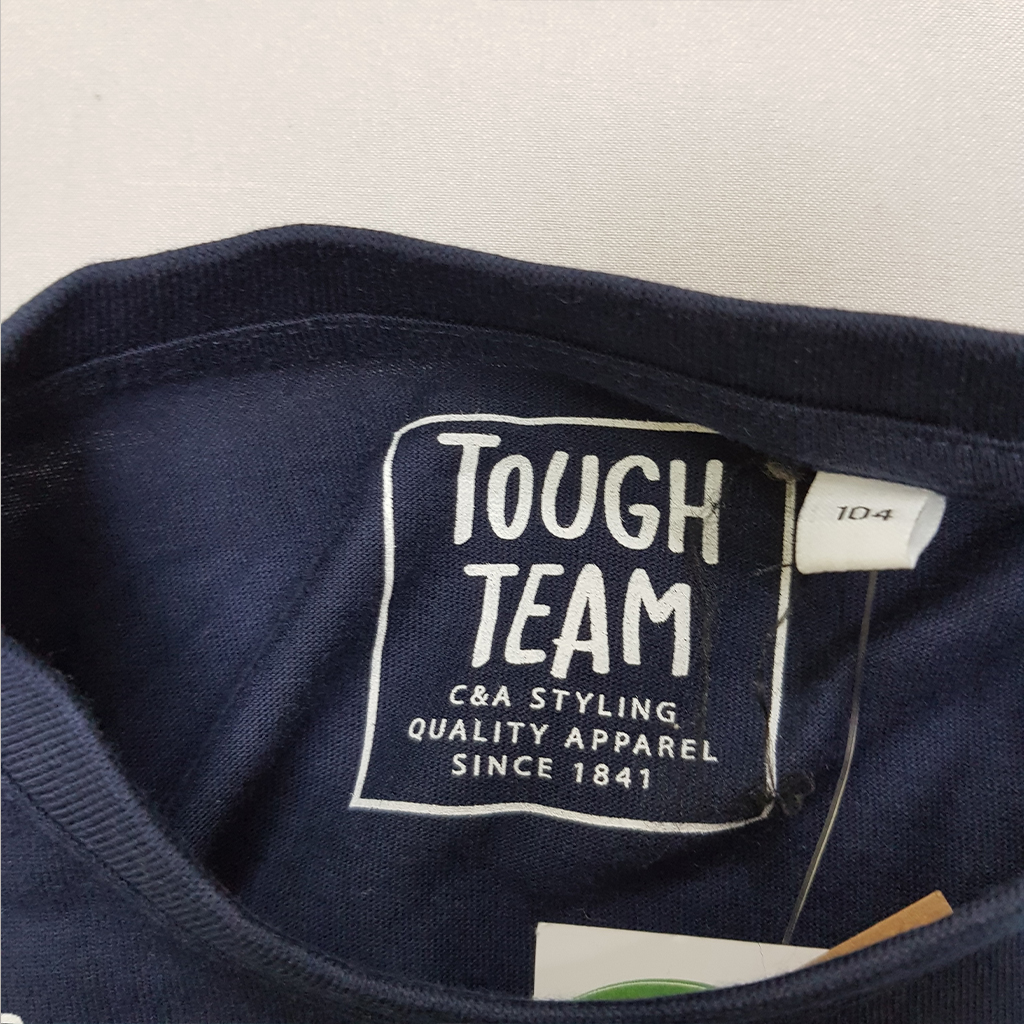 TOUGH
TEAM
C&A STYLING
QUALITY APPAREL
SINCE 1841
104